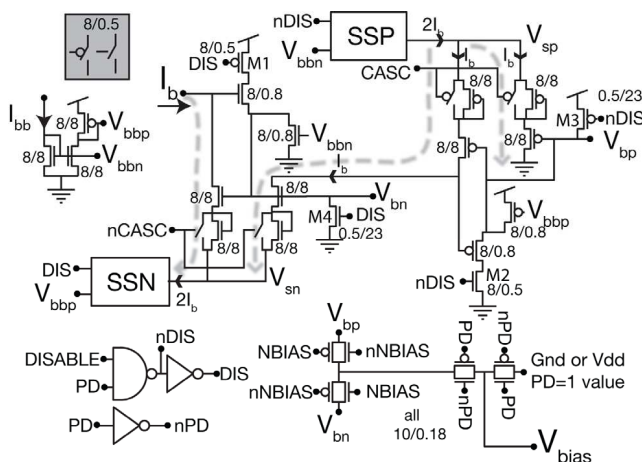 8/0.5
nDIS
V_bbn
SSP
2I_b
V_sp
8/0.5
DIS
M1
I_b
8/0.8
CASC
I_b
I_b
8/8
8/8
0.5/23
I_bb
8/8
V_bbp
V_bbn
8/8
8/8
8/0.8
V_bbn
8/8
8/8
M3
nDIS
V_bp
I_b
8/8
8/8
V_bn
nCASC
M4
DIS
0.5/23
V_bbp
8/0.8
8/8
8/8
8/0.8
DIS
V_bbp
SSN
2I_b
V_sn
nDIS
M2
8/0.5
DISABLE
PD
nDIS
DIS
PD
nPD
V_bp
NBIAS
nNBIAS
nNBIAS
NBIAS
V_bn
all
10/0.18
PD
nPD
nPD
PD
Gnd or Vdd
PD=1 value
V_bias